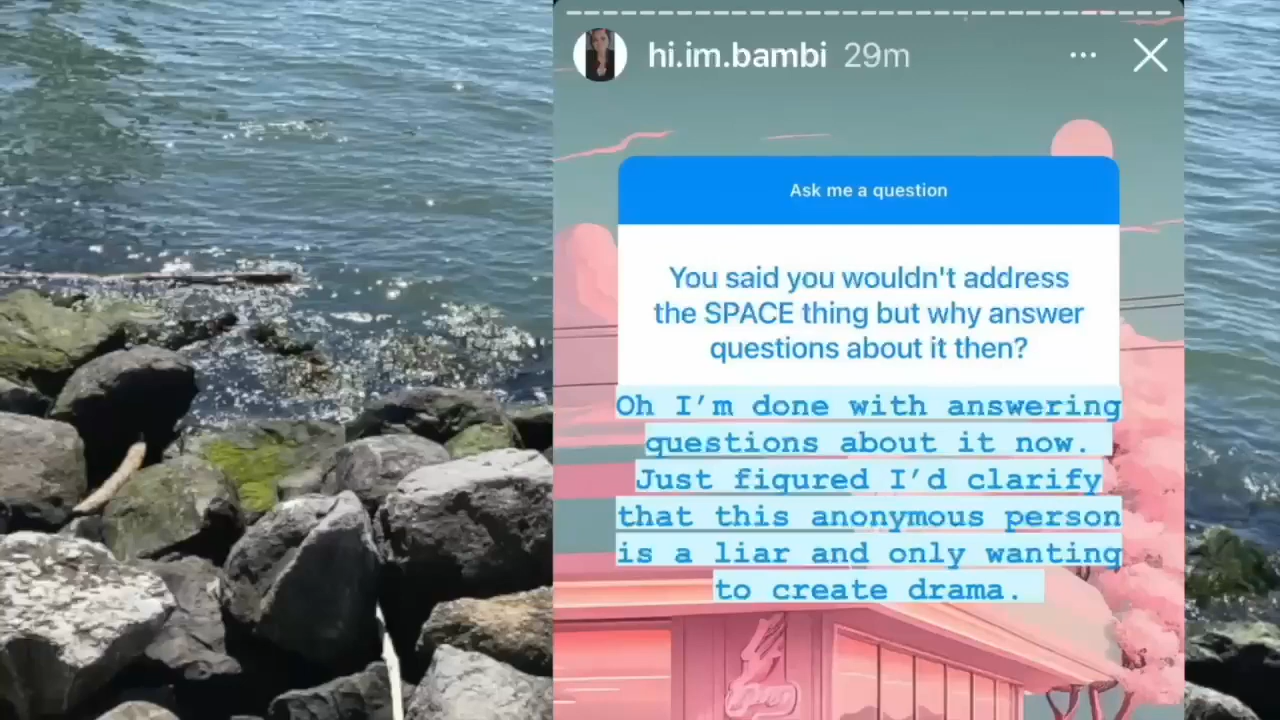 hi.im.bambi 29m
Ask me a question
You said you wouldn't address
the SPACE thing but why answer
questions about it then?
Oh I’m done with answering
questions about it now.
Just figured I’d clarify
that this anonymous person
is a liar and only wanting
to create drama.